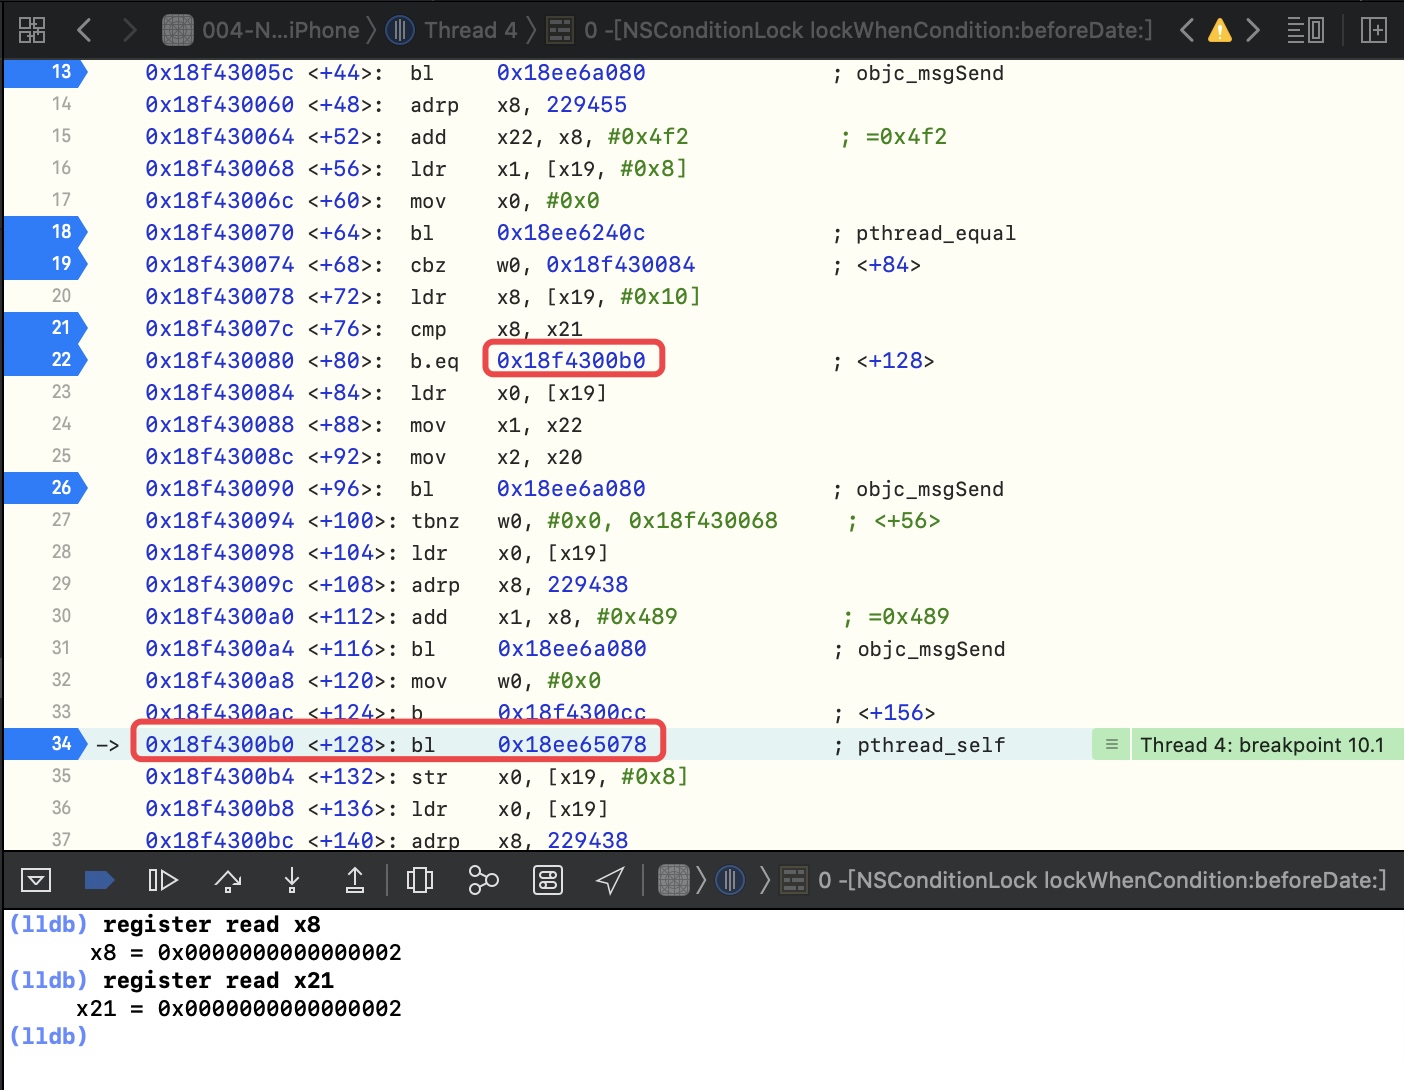 004-N...iPhone 〉 Thread 4 〉 0 -[NSConditionLock lockWhenCondition:beforeDate:]
13 0x18f43005c <+44>: bl 0x18ee6a080 ; objc_msgSend
14 0x18f430060 <+48>: adrp x8, 229455
15 0x18f430064 <+52>: add x22, x8, #0x4f2 ; =0x4f2
16 0x18f430068 <+56>: ldr x1, [x19, #0x8]
17 0x18f43006c <+60>: mov x0, #0x0
18 0x18f430070 <+64>: bl 0x18ee6240c ; pthread_equal
19 0x18f430074 <+68>: cbz w0, 0x18f430084 ; <+84>
20 0x18f430078 <+72>: ldr x8, [x19, #0x10]
21 0x18f43007c <+76>: cmp x8, x21
22 0x18f430080 <+80>: b.eq 0x18f4300b0 ; <+128>
23 0x18f430084 <+84>: ldr x0, [x19]
24 0x18f430088 <+88>: mov x1, x22
25 0x18f43008c <+92>: mov x2, x20
26 0x18f430090 <+96>: bl 0x18ee6a080 ; objc_msgSend
27 0x18f430094 <+100>: tbnz w0, #0x0, 0x18f430068 ; <+56>
28 0x18f430098 <+104>: ldr x0, [x19]
29 0x18f43009c <+108>: adrp x8, 229438
30 0x18f4300a0 <+112>: add x1, x8, #0x489 ; =0x489
31 0x18f4300a4 <+116>: bl 0x18ee6a080 ; objc_msgSend
32 0x18f4300a8 <+120>: mov w0, #0x0
33 0x18f4300ac <+124>: b 0x18f4300cc ; <+156>
34 -> 0x18f4300b0 <+128>: bl 0x18ee65078 ; pthread_self Thread 4: breakpoint 10.1
35 0x18f4300b4 <+132>: str x0, [x19, #0x8]
36 0x18f4300b8 <+136>: ldr x0, [x19]
37 0x18f4300bc <+140>: adrp x8, 229438
0 -[NSConditionLock lockWhenCondition:beforeDate:]
(lldb) register read x8
x8 = 0x0000000000000002
(lldb) register read x21
x21 = 0x0000000000000002
(lldb)